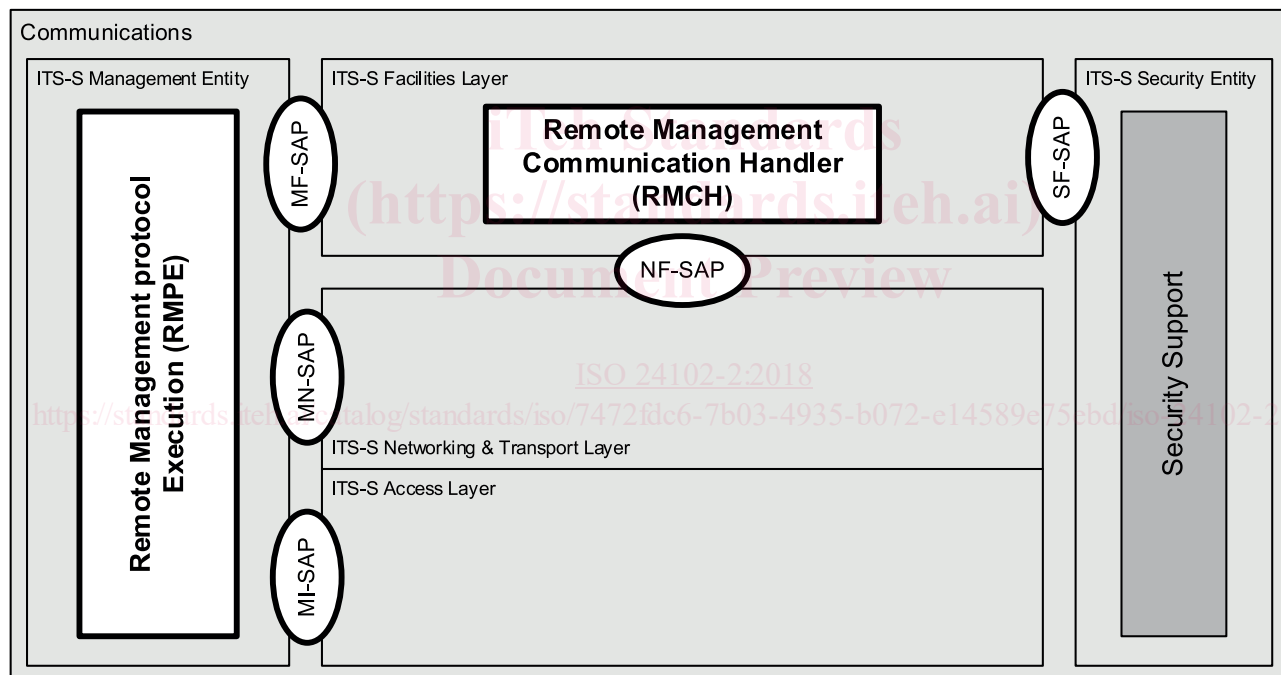 Communications
ITS-S Management Entity
Remote Management protocol
Execution (RMPE)
MF-SAP
MN-SAP
MI-SAP
ITS-S Facilities Layer
Remote Management
Communication Handler
(RMCH)
NF-SAP
ITS-S Networking & Transport Layer
ITS-S Access Layer
SF-SAP
ITS-S Security Entity
Security Support
iTeh Standards
(https://standards.iteh.ai)
Document Preview
ISO 24102-2:2018
https://standards.iteh.ai/catalog/standards/iso/7472fdc6-7b03-4935-b072-e14589e75ebd/iso-24102-2